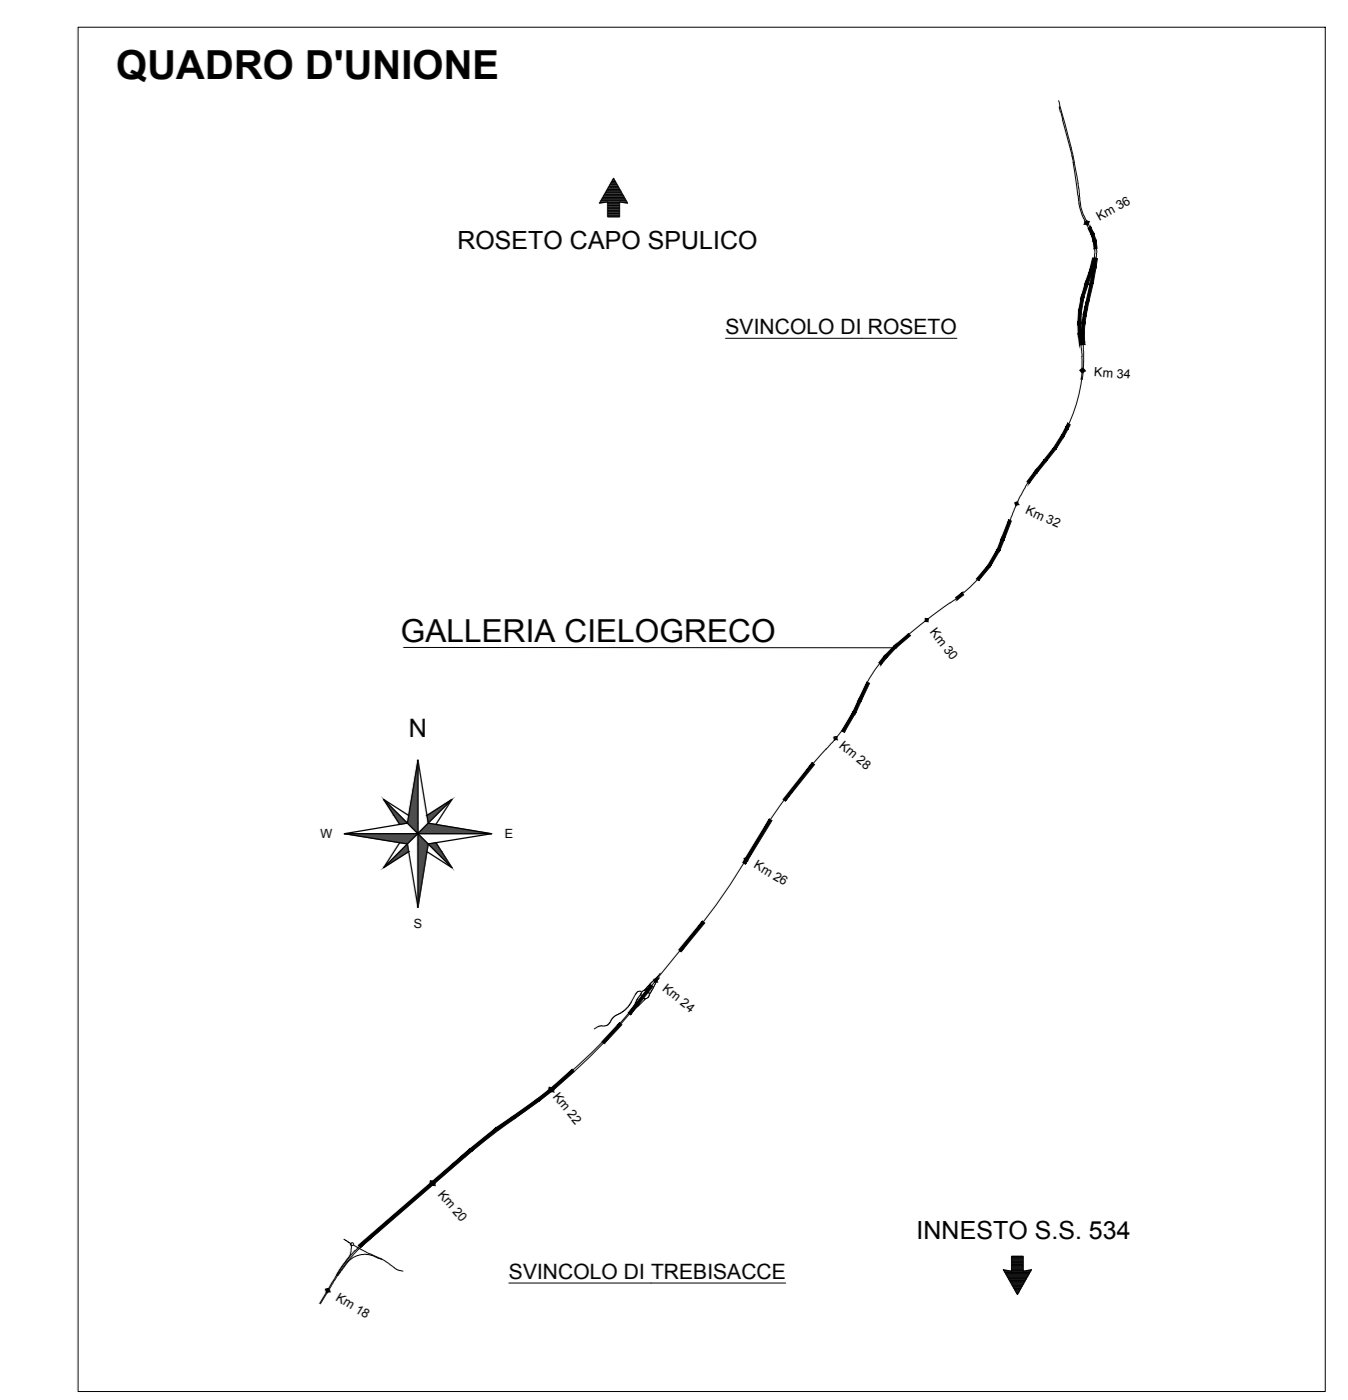 QUADRO D'UNIONE
Km 36
ROSETO CAPO SPULICO
SVINCOLO DI ROSETO
Km 34
Km 32
GALLERIA CIELOGRECO
Km 30
N
Km 28
W
E
Km 26
S
Km 24
Km 22
Km 20
INNESTO S.S. 534
SVINCOLO DI TREBISACCE
Km 18